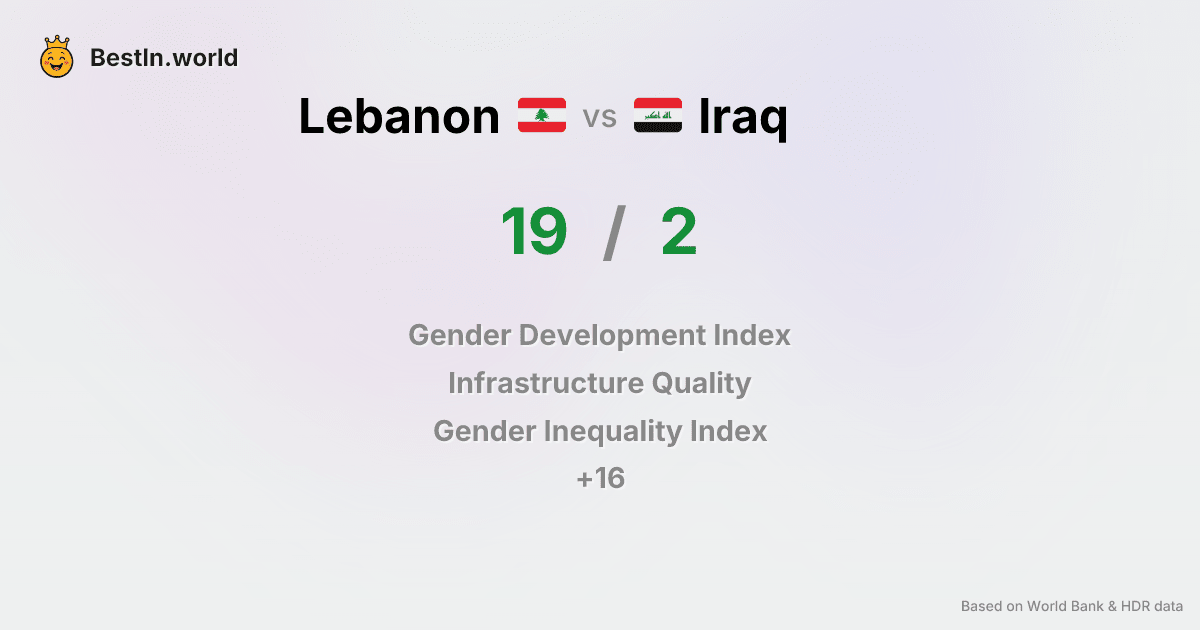 BestIn.world
Lebanon vs Iraq
19 / 2
Gender Development Index
Infrastructure Quality
Gender Inequality Index
+16
Based on World Bank & HDR data